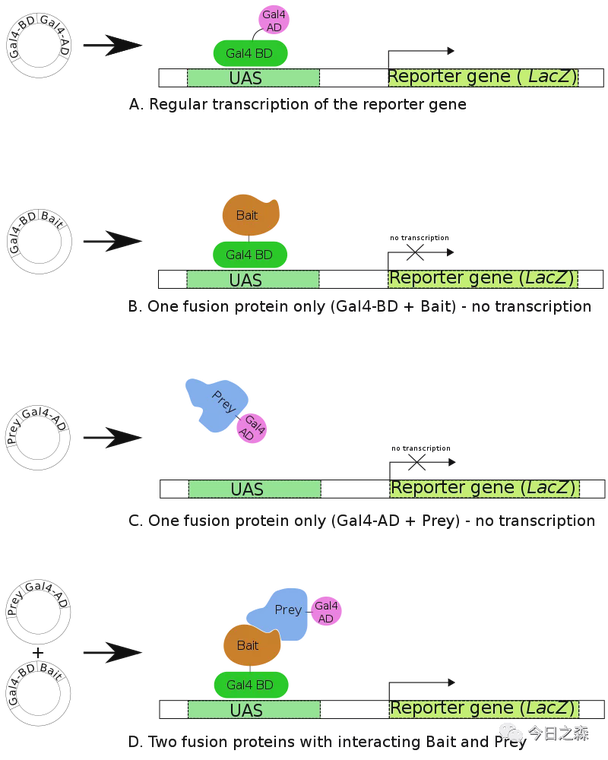 Gal4-BD Gal4-AD
Gal4
AD
Gal4 BD
UAS
Reporter gene ( LacZ)
A. Regular transcription of the reporter gene
Gal4-BD Bait
Bait
Gal4 BD
no transcription
UAS
Reporter gene (LacZ)
B. One fusion protein only (Gal4-BD + Bait) - no transcription
Prey Gal4-AD
Prey
Gal4
AD
no transcription
UAS
Reporter gene (LacZ)
C. One fusion protein only (Gal4-AD + Prey) - no transcription
Prey Gal4-AD
+
Gal4-BD Bait
Prey
Gal4
AD
Bait
Gal4 BD
UAS
Reporter gene (LacZ)
D. Two fusion proteins with interacting Bait and Prey
今日之森